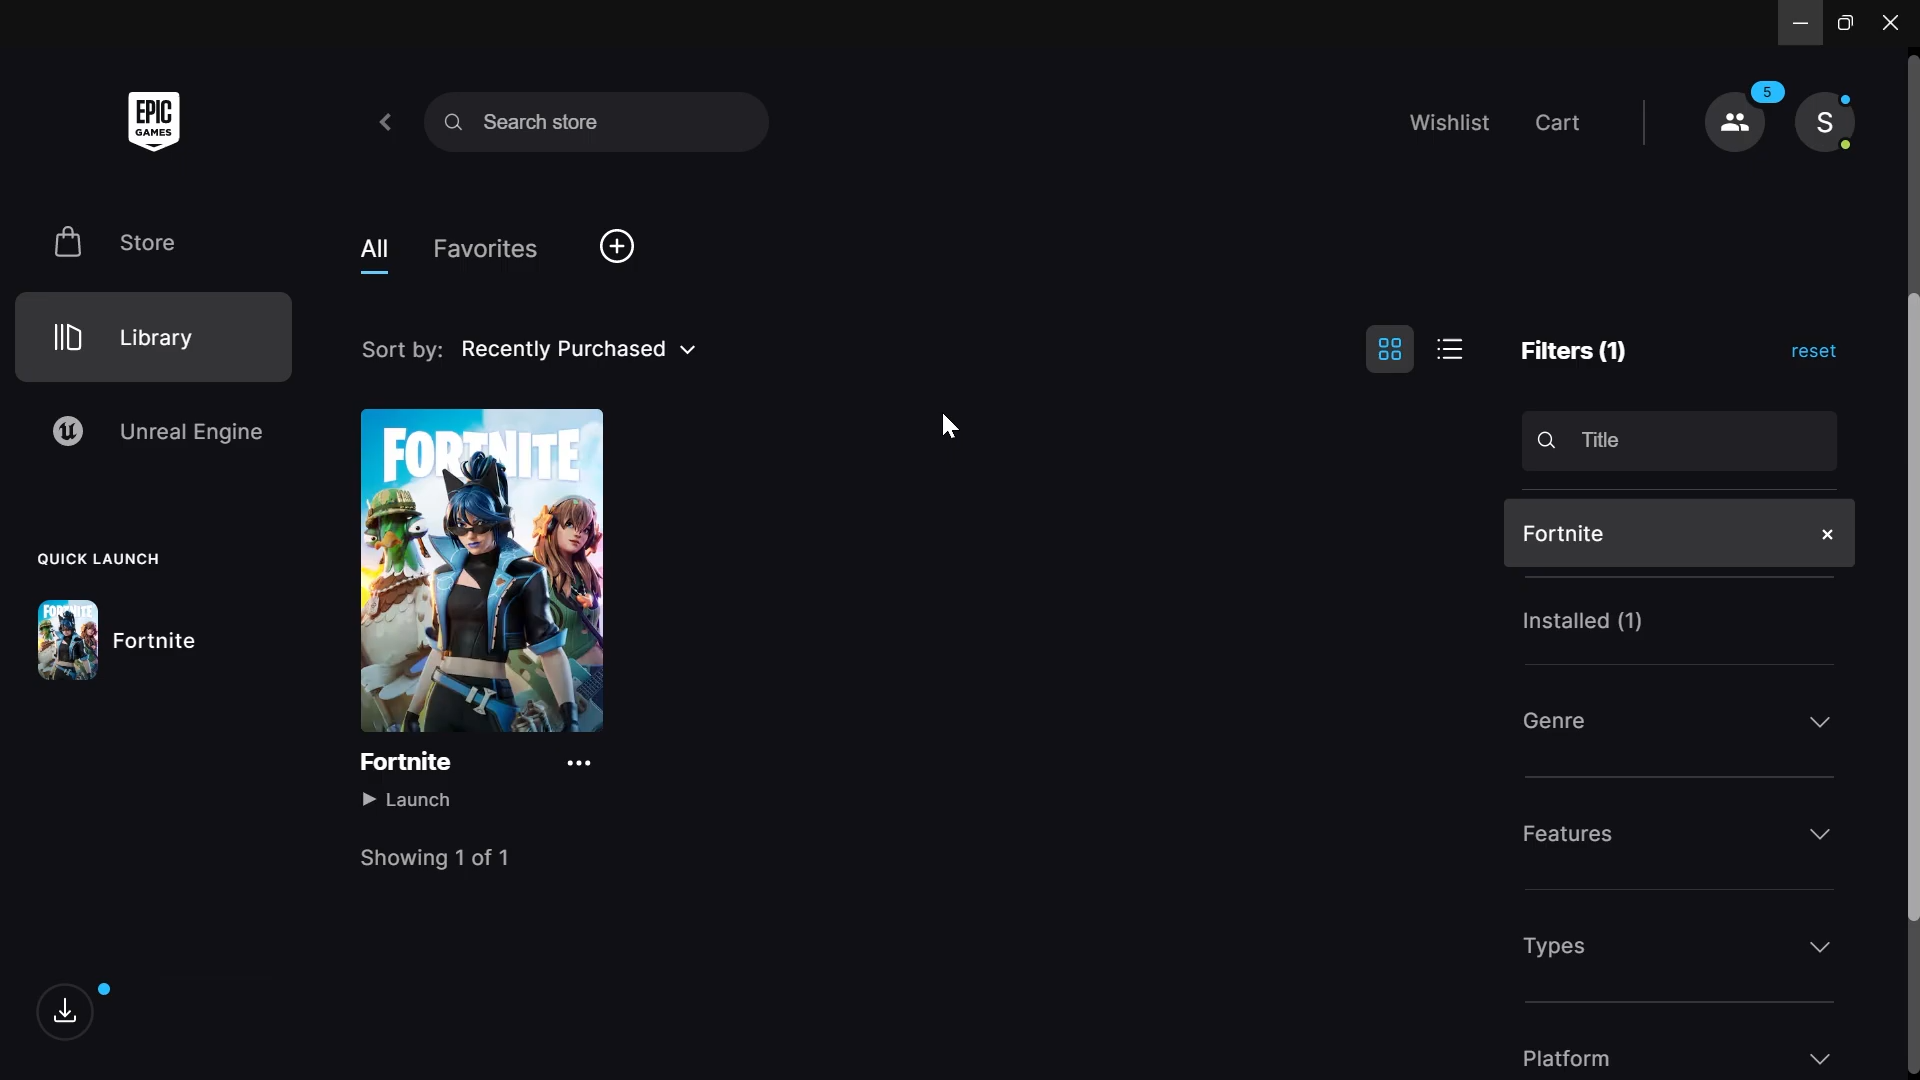 EPIC
GAMES
Search store
Wishlist
Cart
5
S
Store
All
Favorites
Library
Sort by: Recently Purchased
Filters (1)
reset
Unreal Engine
FORTNITE
Title
Fortnite
QUICK LAUNCH
FORTNITE
Fortnite
Installed (1)
Genre
Fortnite
Launch
Showing 1 of 1
Features
Types
Platform